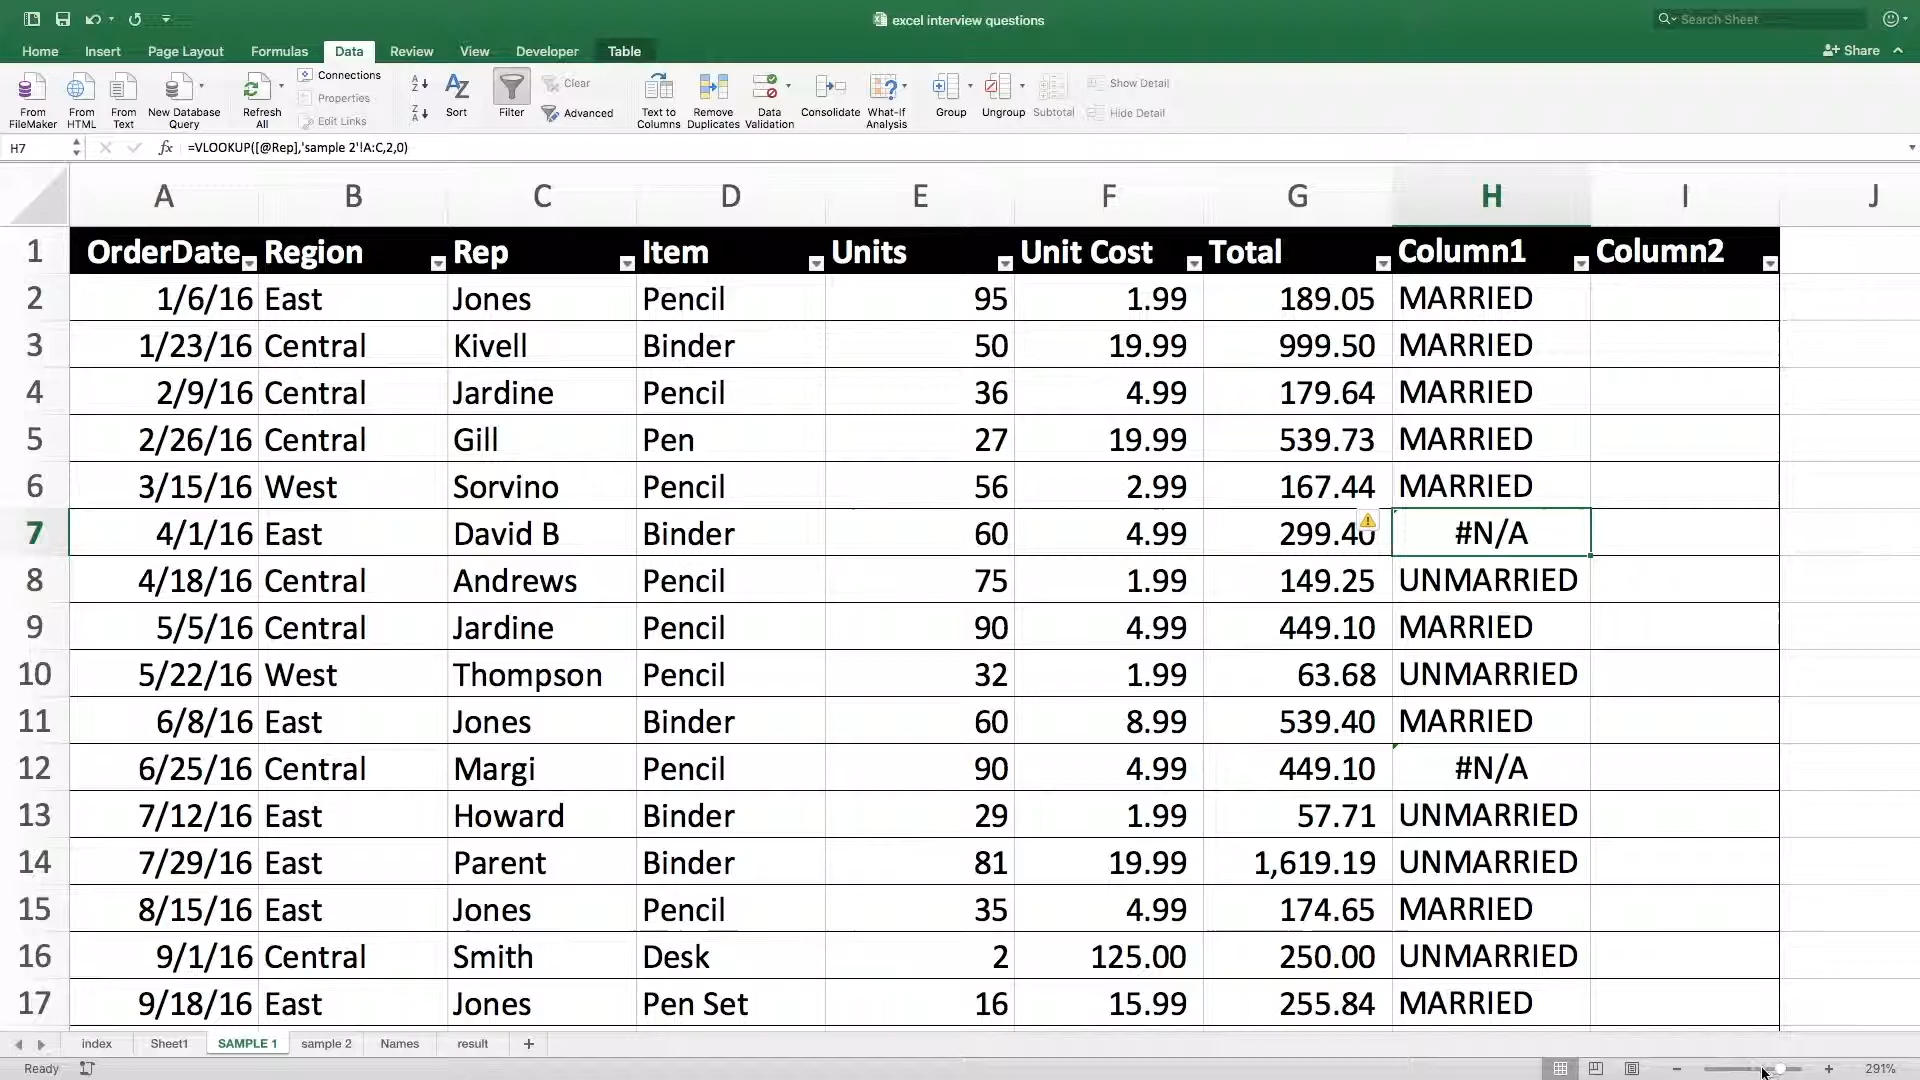 excel interview questions
Search Sheet
Home Insert Page Layout Formulas Data Review View Developer Table
Share
From FileMaker
From HTML
From Text
New Database Query
Refresh All
Connections
Properties
Edit Links
Sort
Filter
Clear
Advanced
Text to Columns
Remove Duplicates
Data Validation
Consolidate
What-If Analysis
Group
Ungroup
Subtotal
Show Detail
Hide Detail
H7 fx =VLOOKUP([@Rep],'sample 2'!A:C,2,0)
A B C D E F G H I J
1 OrderDate Region Rep Item Units Unit Cost Total Column1 Column2
2 1/6/16 East Jones Pencil 95 1.99 189.05 MARRIED
3 1/23/16 Central Kivell Binder 50 19.99 999.50 MARRIED
4 2/9/16 Central Jardine Pencil 36 4.99 179.64 MARRIED
5 2/26/16 Central Gill Pen 27 19.99 539.73 MARRIED
6 3/15/16 West Sorvino Pencil 56 2.99 167.44 MARRIED
7 4/1/16 East David B Binder 60 4.99 299.40 #N/A
8 4/18/16 Central Andrews Pencil 75 1.99 149.25 UNMARRIED
9 5/5/16 Central Jardine Pencil 90 4.99 449.10 MARRIED
10 5/22/16 West Thompson Pencil 32 1.99 63.68 UNMARRIED
11 6/8/16 East Jones Binder 60 8.99 539.40 MARRIED
12 6/25/16 Central Margi Pencil 90 4.99 449.10 #N/A
13 7/12/16 East Howard Binder 29 1.99 57.71 UNMARRIED
14 7/29/16 East Parent Binder 81 19.99 1,619.19 UNMARRIED
15 8/15/16 East Jones Pencil 35 4.99 174.65 MARRIED
16 9/1/16 Central Smith Desk 2 125.00 250.00 UNMARRIED
17 9/18/16 East Jones Pen Set 16 15.99 255.84 MARRIED
index Sheet1 SAMPLE 1 sample 2 Names result +
Ready 291%